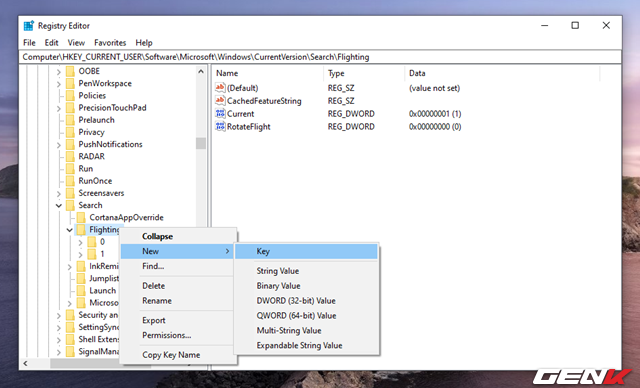 Registry Editor
File Edit View Favorites Help
Computer\HKEY_CURRENT_USER\Software\Microsoft\Windows\CurrentVersion\Search\Flighting
OOBE
PenWorkspace
Policies
PrecisionTouchPad
Prelaunch
Privacy
PushNotifications
RADAR
Run
RunOnce
Screensavers
Search
CortanaAppOverride
Flighting
0
1
InkRemi
Jumplist
Launch
Microso
Security an
SettingSync
Shell Exten
SignalMana
Name Type Data
(Default) REG_SZ (value not set)
CachedFeatureString REG_SZ
Current REG_DWORD 0x00000001 (1)
RotateFlight REG_DWORD 0x00000000 (0)
Collapse
New
Find...
Delete
Rename
Export
Permissions...
Copy Key Name
Key
String Value
Binary Value
DWORD (32-bit) Value
QWORD (64-bit) Value
Multi-String Value
Expandable String Value
GENK